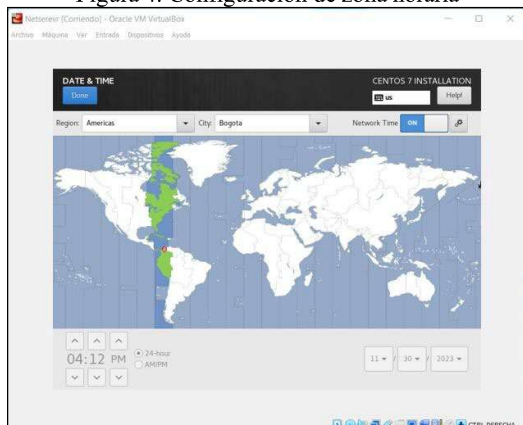 Figura 4. Configuración de zona horaria
Netserevr [Corriendo] - Oracle VM VirtualBox
Archivo Máquina Ver Entrada Dispositivos Ayuda
DATE & TIME
CENTOS 7 INSTALLATION
Done
us
Help!
Region: Americas
City: Bogota
Network Time ON
04:12 PM
24-hour
AM/PM
11 / 30 / 2023
CTRL DERECHA